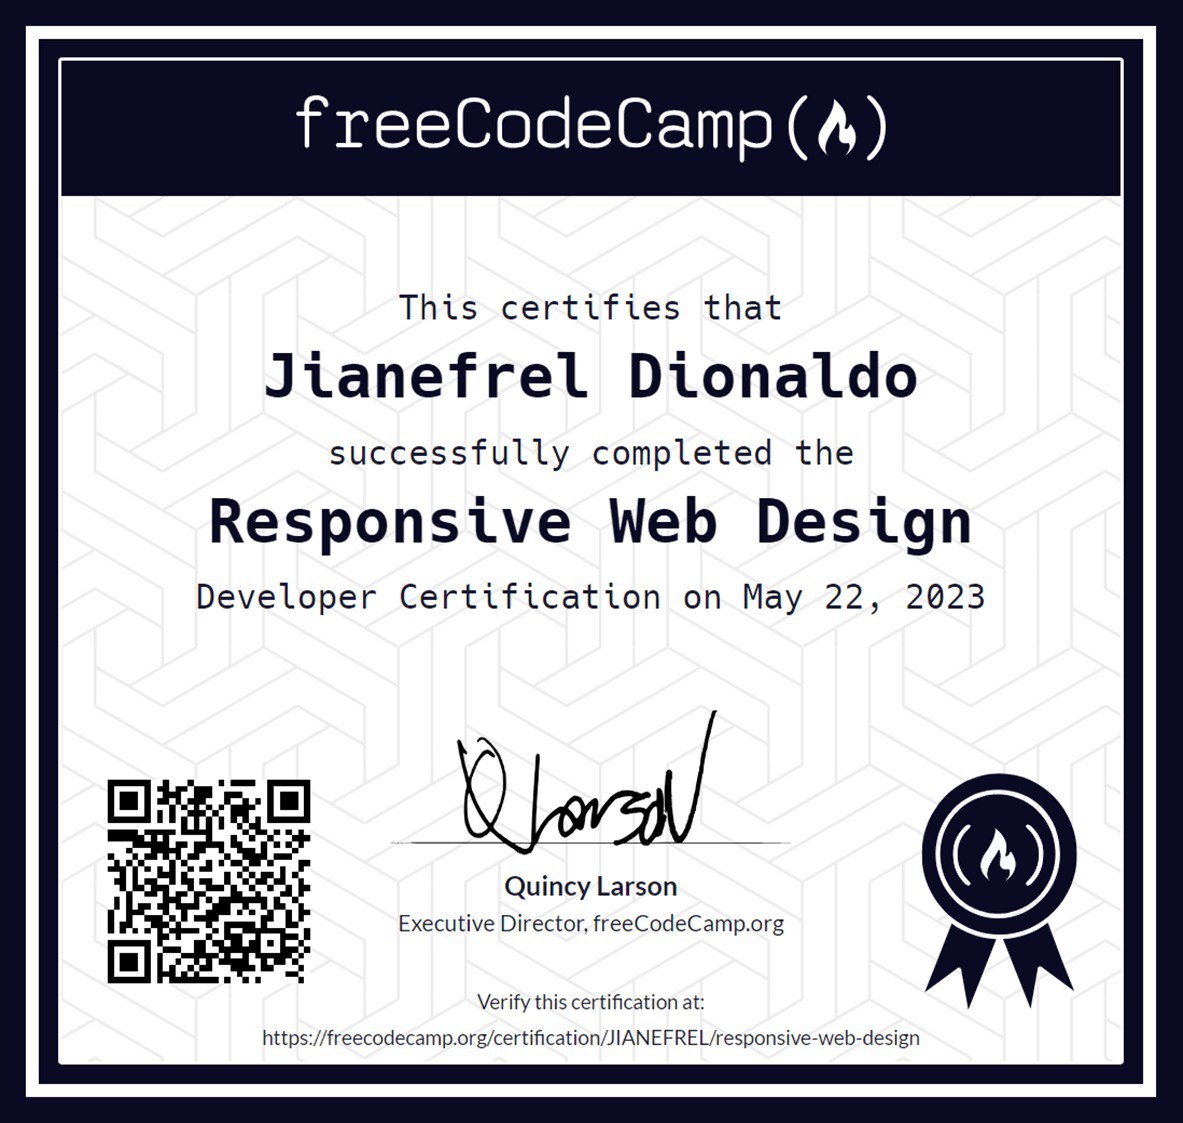 freeCodeCamp
This certifies that
Jianefrel Dionaldo
successfully completed the
Responsive Web Design
Developer Certification on May 22, 2023
Q Larson
Quincy Larson
Executive Director, freeCodeCamp.org
Verify this certification at:
https://freecodecamp.org/certification/JIANEFREL/responsive-web-design